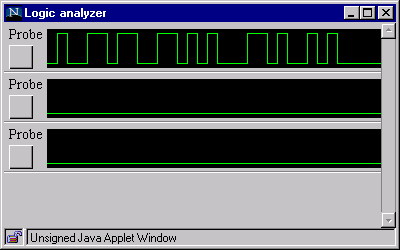 Logic analyzer
Probe
Probe
Probe
Unsigned Java Applet Window